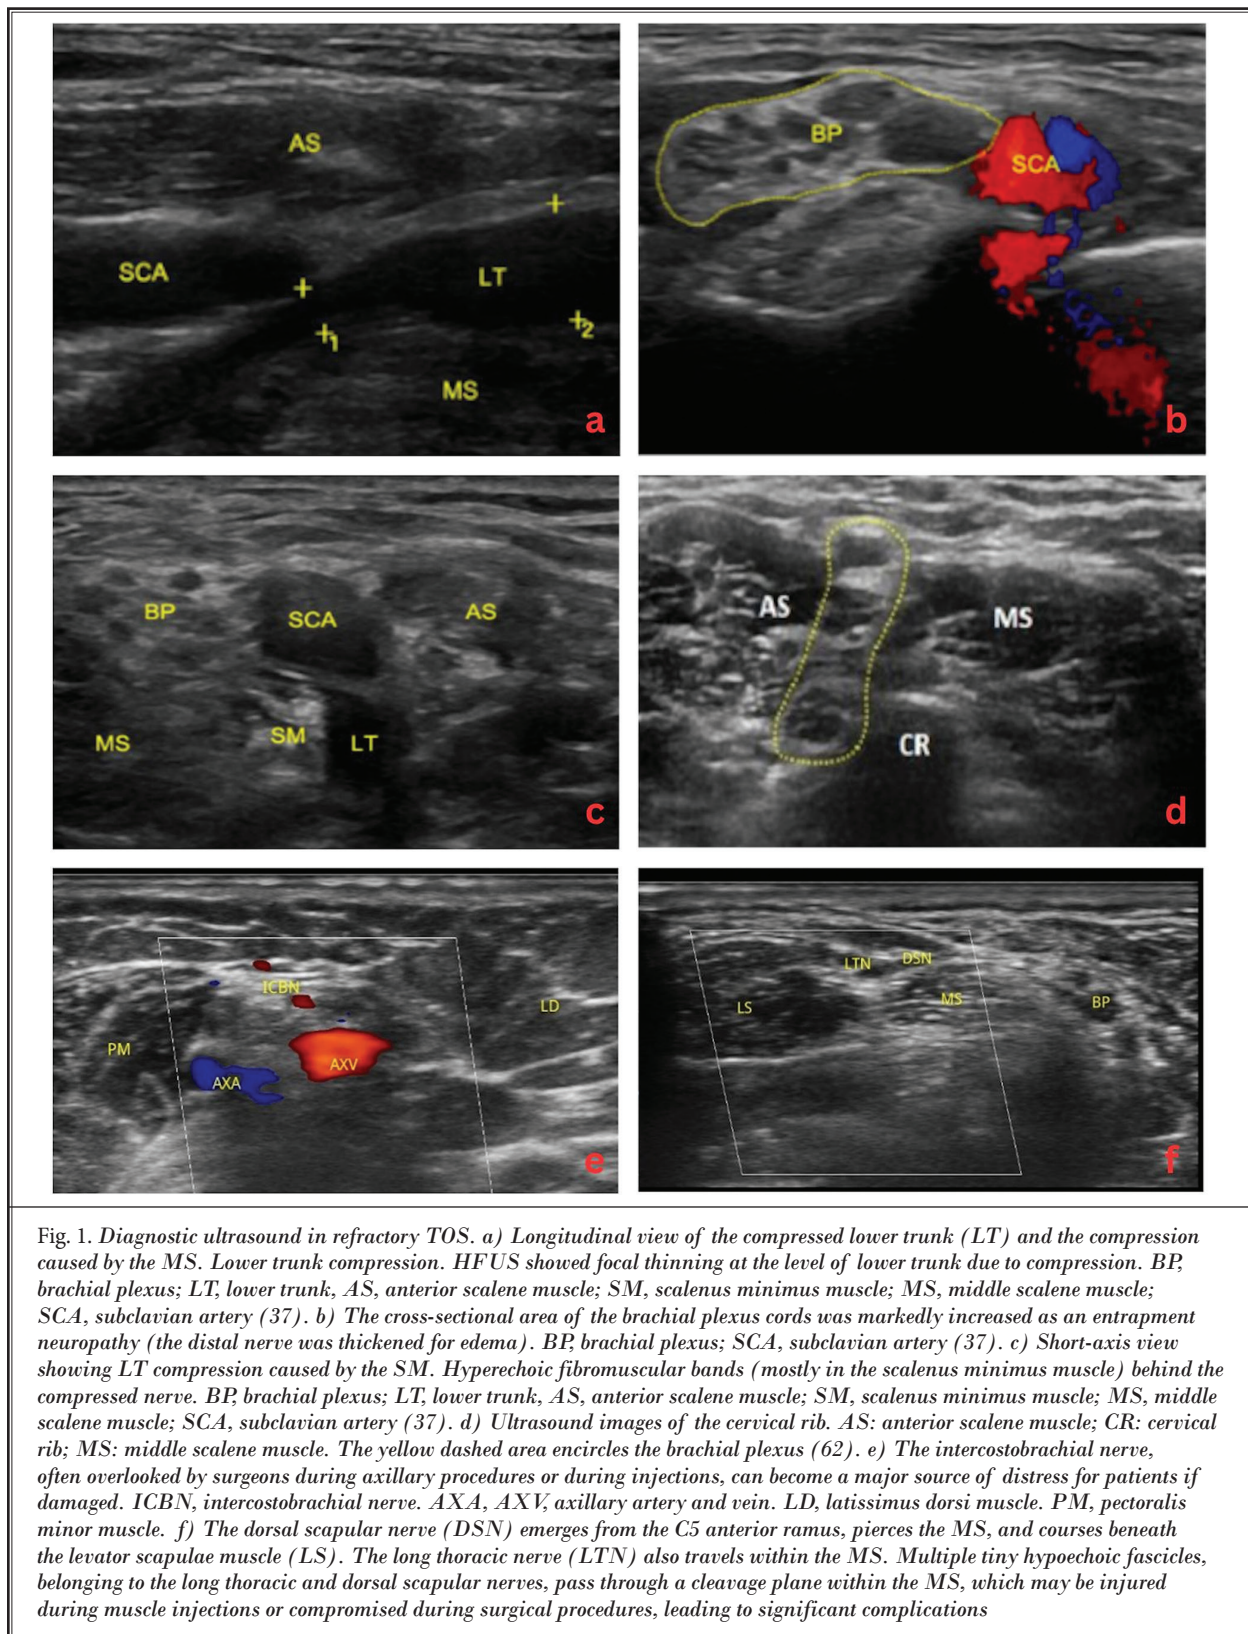 AS
SCA
LT
1
2
MS
a
BP
SCA
b
BP
SCA
AS
MS
SM
LT
c
AS
MS
CR
d
ICBN
LD
PM
AXV
AXA
e
LTN
DSN
LS
MS
BP
f
Fig. 1. Diagnostic ultrasound in refractory TOS. a) Longitudinal view of the compressed lower trunk (LT) and the compression
caused by the MS. Lower trunk compression. HFUS showed focal thinning at the level of lower trunk due to compression. BP,
brachial plexus; LT, lower trunk, AS, anterior scalene muscle; SM, scalenus minimus muscle; MS, middle scalene muscle;
SCA, subclavian artery (37). b) The cross-sectional area of the brachial plexus cords was markedly increased as an entrapment
neuropathy (the distal nerve was thickened for edema). BP, brachial plexus; SCA, subclavian artery (37). c) Short-axis view
showing LT compression caused by the SM. Hyperechoic fibromuscular bands (mostly in the scalenus minimus muscle) behind the
compressed nerve. BP, brachial plexus; LT, lower trunk, AS, anterior scalene muscle; SM, scalenus minimus muscle; MS, middle
scalene muscle; SCA, subclavian artery (37). d) Ultrasound images of the cervical rib. AS: anterior scalene muscle; CR: cervical
rib; MS: middle scalene muscle. The yellow dashed area encircles the brachial plexus (62). e) The intercostobrachial nerve,
often overlooked by surgeons during axillary procedures or during injections, can become a major source of distress for patients if
damaged. ICBN, intercostobrachial nerve. AXA, AXV, axillary artery and vein. LD, latissimus dorsi muscle. PM, pectoralis
minor muscle. f) The dorsal scapular nerve (DSN) emerges from the C5 anterior ramus, pierces the MS, and courses beneath
the levator scapulae muscle (LS). The long thoracic nerve (LTN) also travels within the MS. Multiple tiny hypoechoic fascicles,
belonging to the long thoracic and dorsal scapular nerves, pass through a cleavage plane within the MS, which may be injured
during muscle injections or compromised during surgical procedures, leading to significant complications